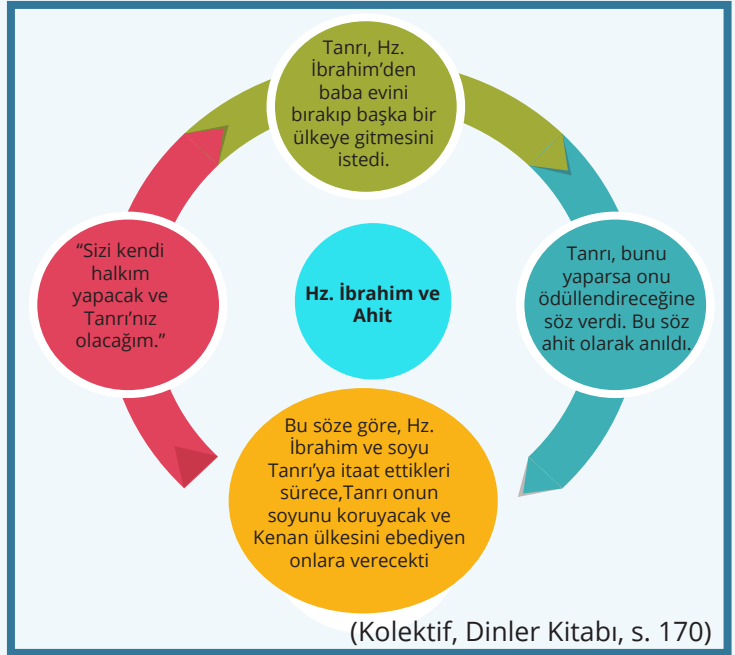 Tanrı, Hz.
İbrahim’den
baba evini
bırakıp başka bir
ülkeye gitmesini
istedi.
Tanrı, bunu
yaparsa onu
ödüllendireceğine
söz verdi. Bu söz
ahit olarak anıldı.
Bu söze göre, Hz.
İbrahim ve soyu
Tanrı’ya itaat ettikleri
sürece,Tanrı onun
soyunu koruyacak ve
Kenan ülkesini ebediyen
onlara verecekti
“Sizi kendi
halkım
yapacak ve
Tanrı’nız
olacağım.”
Hz. İbrahim ve
Ahit
(Kolektif, Dinler Kitabı, s. 170)